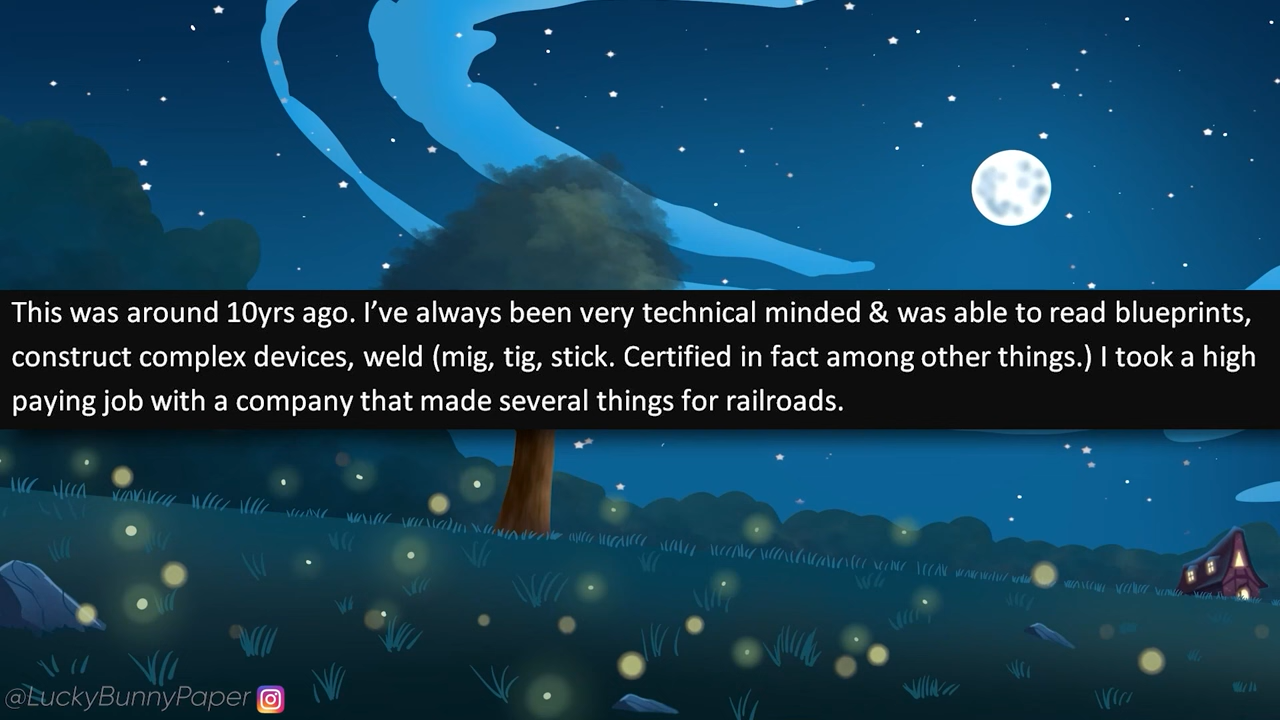 This was around 10yrs ago. I’ve always been very technical minded & was able to read blueprints,
construct complex devices, weld (mig, tig, stick. Certified in fact among other things.) I took a high
paying job with a company that made several things for railroads.
@LuckyBunnyPaper